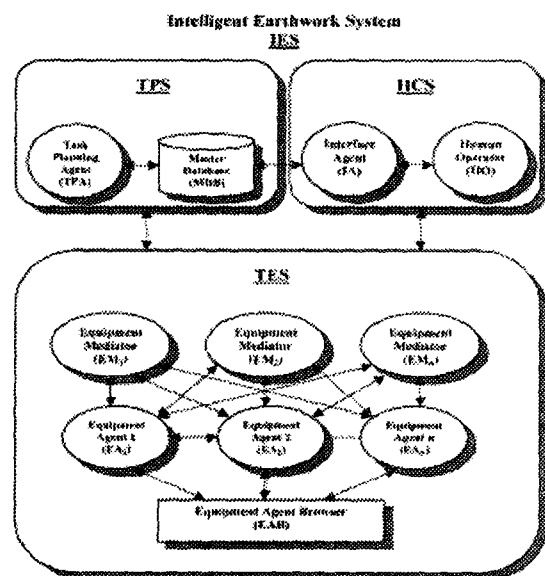 Intelligent Earthwork System
IES
TPS
HCS
Task
Planning
Agent
(TPA)
Master
Database
(MDB)
Interface
Agent
(IA)
Human
Operator
(HO)
TES
Equipment
Mediator
(EM₁)
Equipment
Mediator
(EM₂)
Equipment
Mediator
(EMₙ)
Equipment
Agent 1
(EA₁)
Equipment
Agent 2
(EA₂)
Equipment
Agent n
(EAₙ)
Equipment Agent Browser
(EAB)